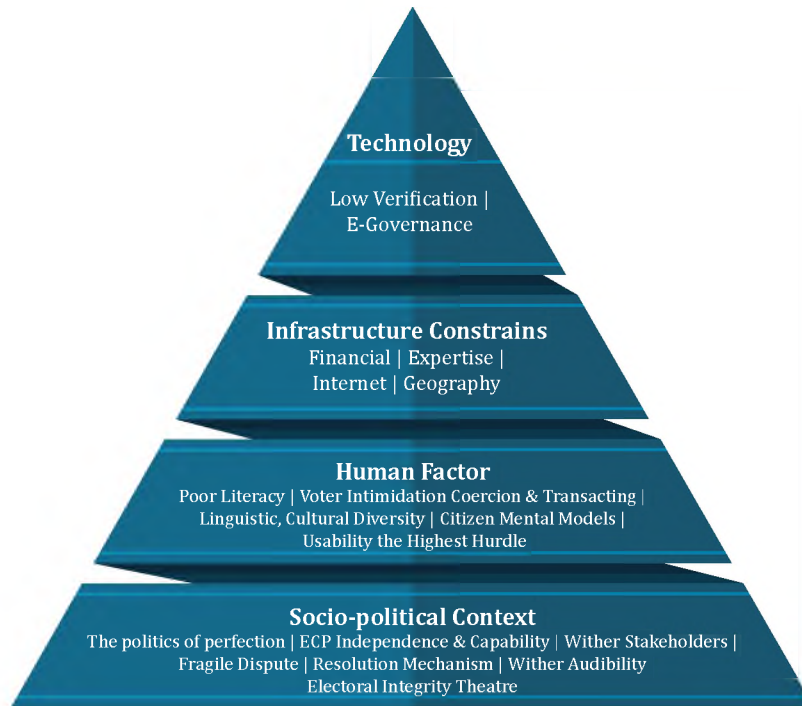 Technology
Low Verification |
E-Governance
Infrastructure Constrains
Financial | Expertise |
Internet | Geography
Human Factor
Poor Literacy | Voter Intimidation Coercion & Transacting |
Linguistic, Cultural Diversity | Citizen Mental Models |
Usability the Highest Hurdle
Socio-political Context
The politics of perfection | ECP Independence & Capability | Wither Stakeholders |
Fragile Dispute | Resolution Mechanism | Wither Audibility
Electoral Integrity Theatre